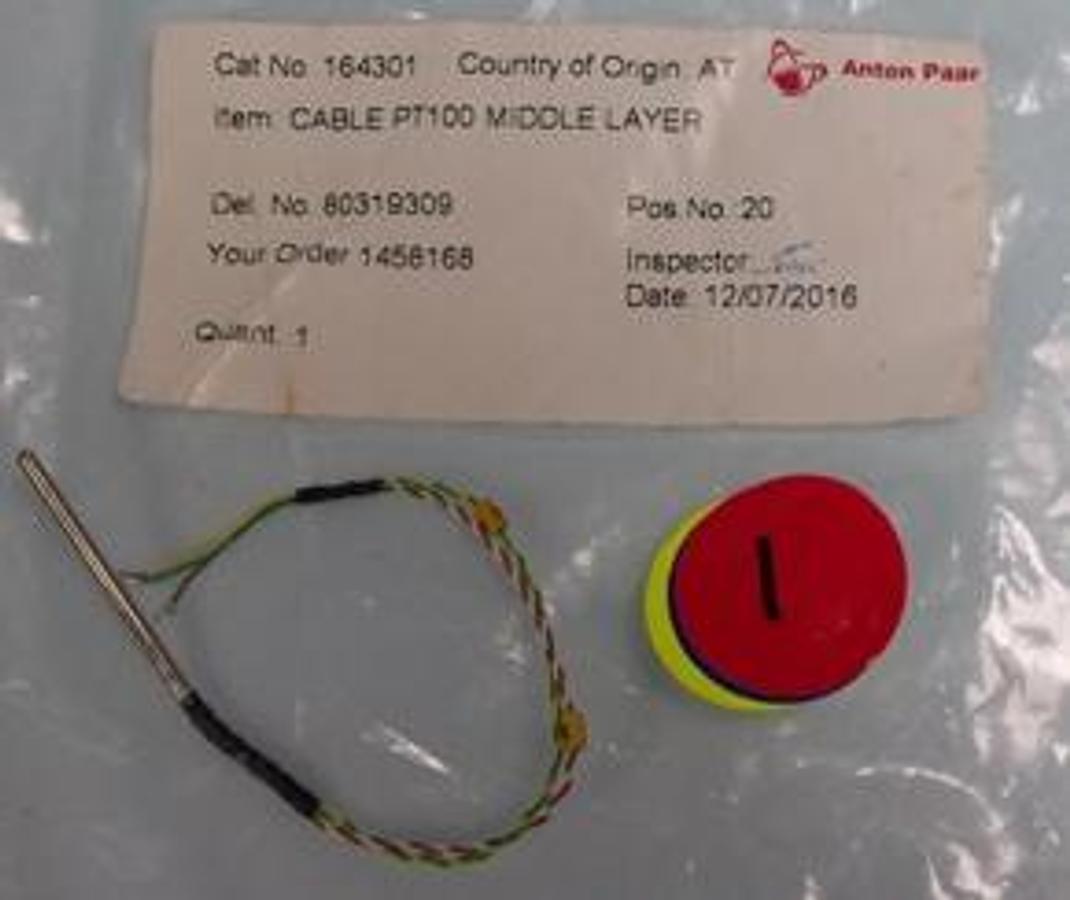 Cat No. 164301 Country of Origin AT Anton Paar
Item: CABLE PT100 MIDDLE LAYER
Del. No. 80319309 Pos No. 20
Your Order 1458168 Inspector
Date: 12/07/2016
Quant. 1